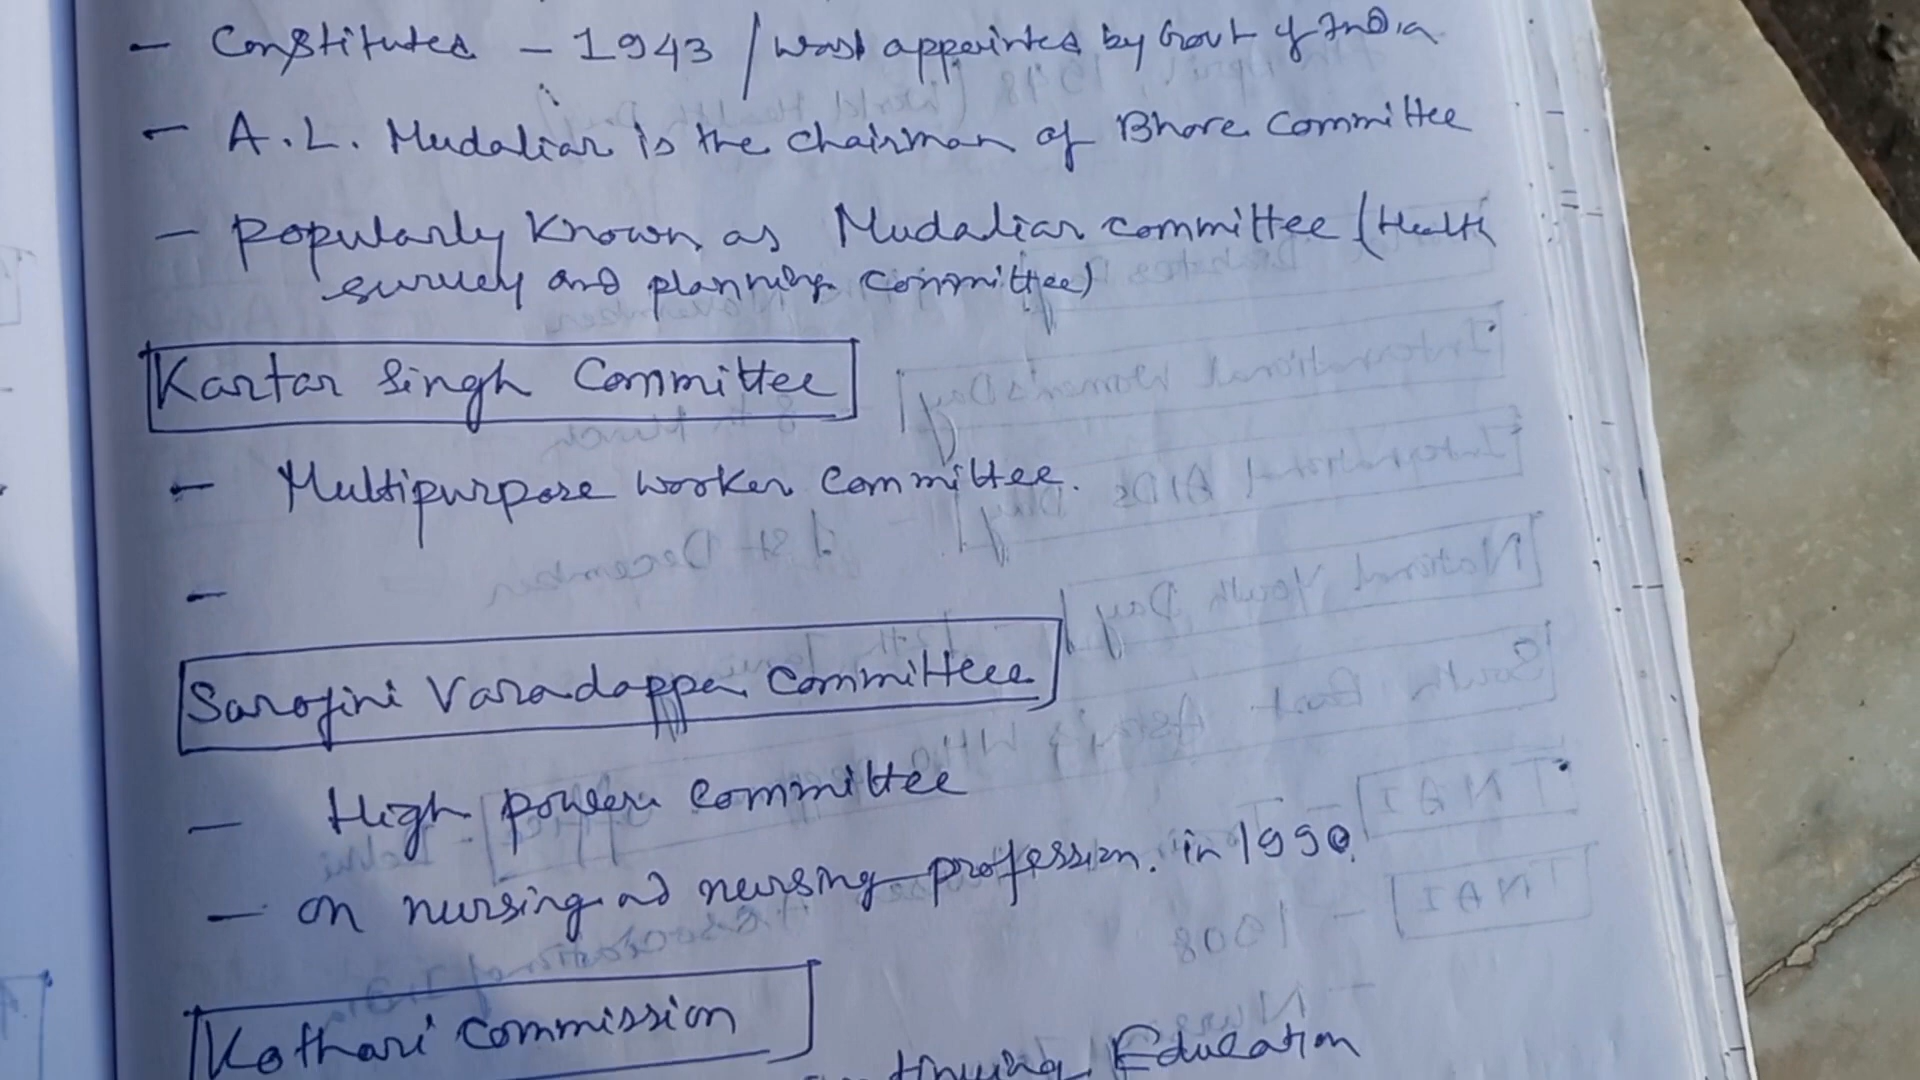 - Constituted - 1943 / was appointed by Govt of India
- A.L. Mudaliar is the chairman of Bhore Committee
- Popularly known as Mudaliar committee (Health
survey and planning committee)
Kartar Singh Committee
- Multipurpose worker Committee.
-
Sarojini Varadappa Committeee
- High power committee
- on nursing and nursing profession. in 1990.
Kothari Commission
Education